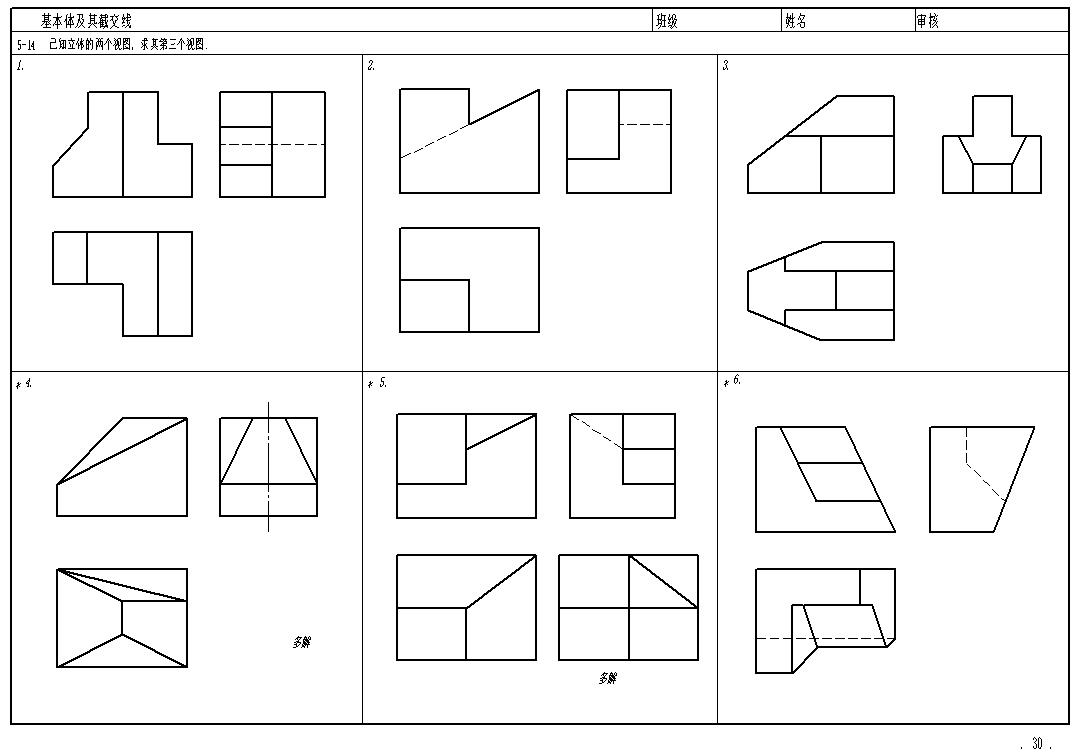 基本体及其截交线 班级 姓名 审核
5-14 已知立体的两个视图，求其第三个视图.
1. 2. 3.
* 4. * 5. * 6.
多解
多解
. 30 .